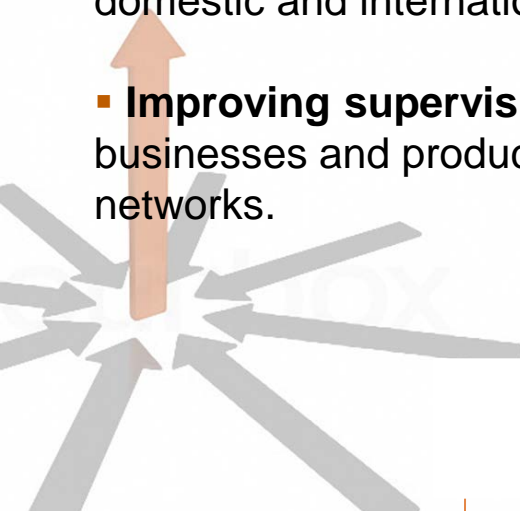 domestic and internatio
▪ Improving supervis
businesses and produc
networks.